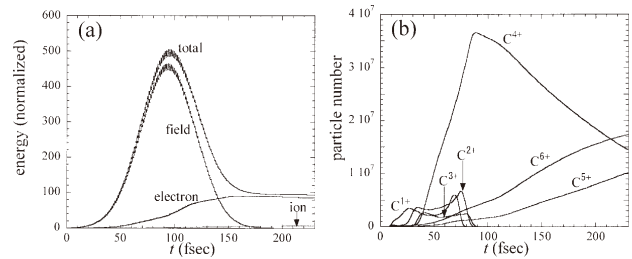 (a)
energy (normalized)
600
500
400
300
200
100
0
total
field
electron
ion
0 50 100 150 200
t (fsec)
(b)
particle number
4 10⁷
3 10⁷
2 10⁷
1 10⁷
0
C⁴⁺
C²⁺
C³⁺
C⁶⁺
C⁵⁺
C¹⁺
0 50 100 150 200
t (fsec)